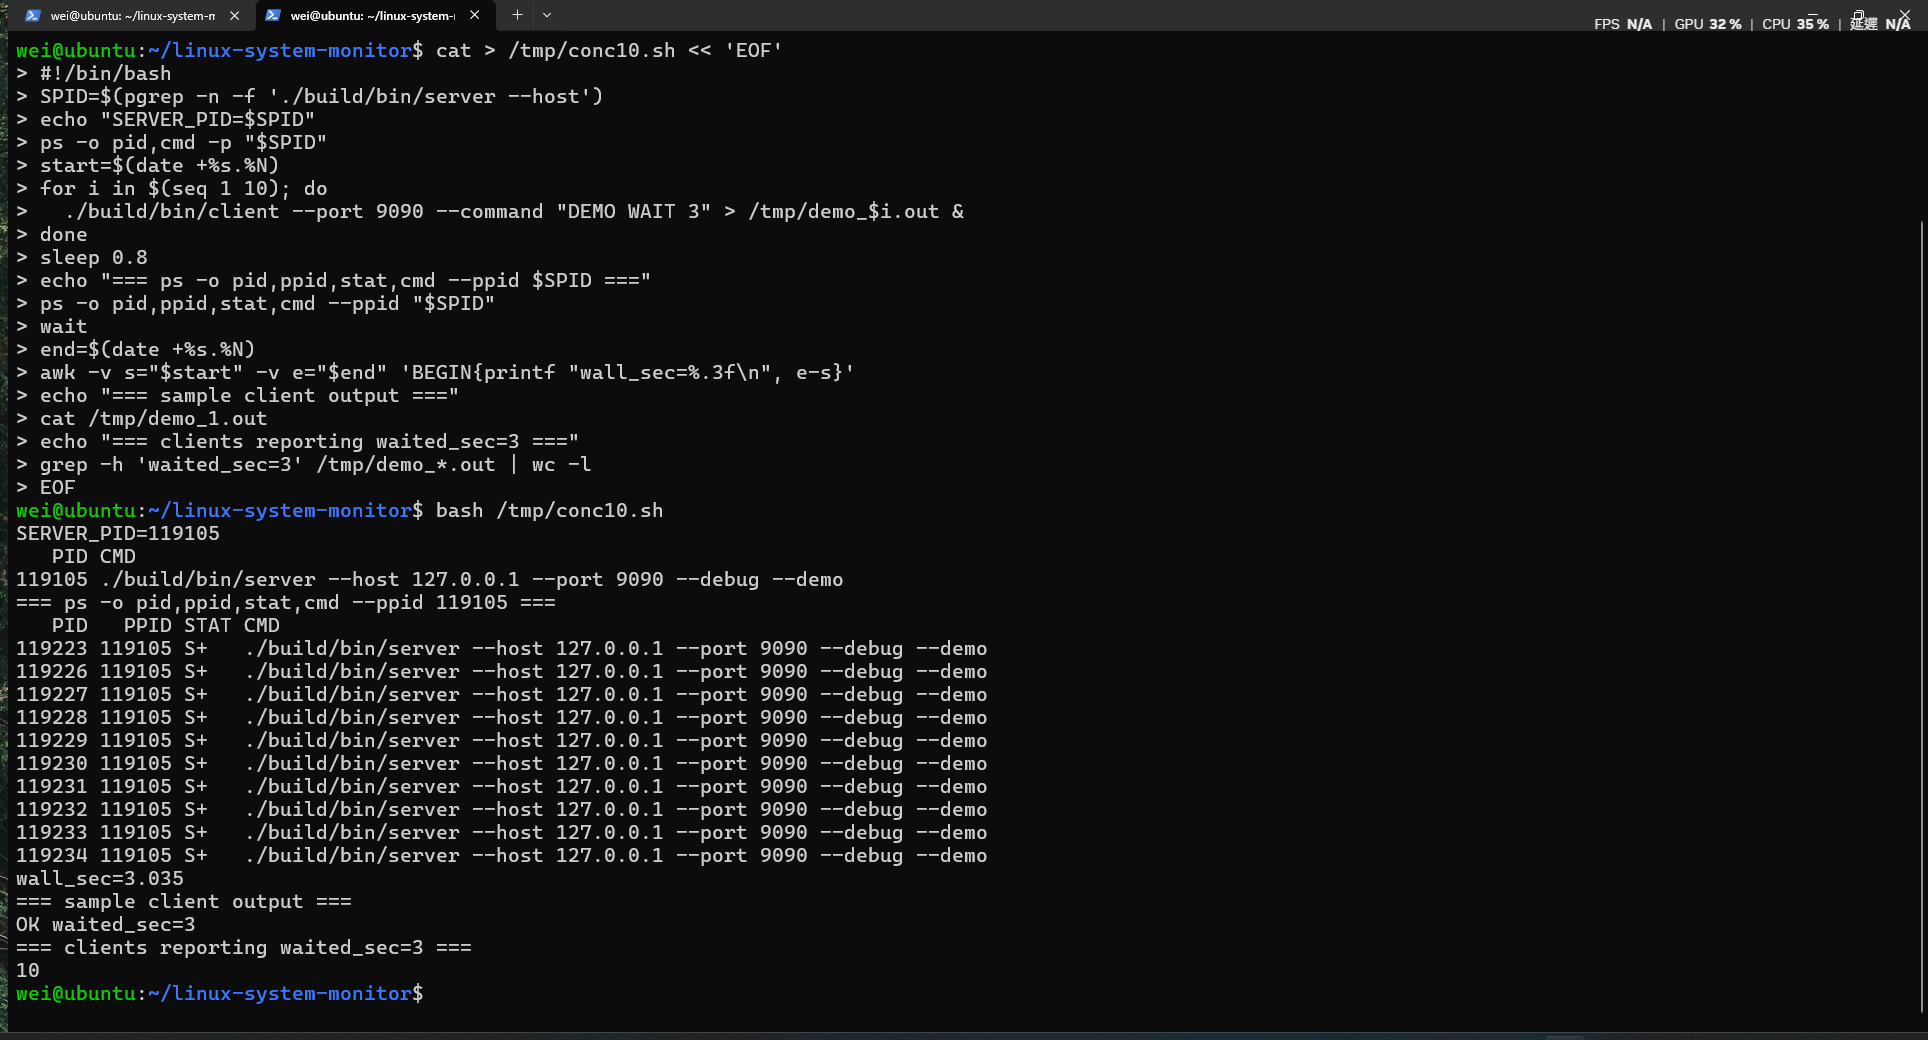 wei@ubuntu: ~/linux-system-m
wei@ubuntu: ~/linux-system-
FPS N/A | GPU 32% | CPU 35% | 延遲 N/A
wei@ubuntu:~/linux-system-monitor$ cat > /tmp/conc10.sh << 'EOF'
> #!/bin/bash
> SPID=$(pgrep -n -f './build/bin/server --host')
> echo "SERVER_PID=$SPID"
> ps -o pid,cmd -p "$SPID"
> start=$(date +%s.%N)
> for i in $(seq 1 10); do
>   ./build/bin/client --port 9090 --command "DEMO WAIT 3" > /tmp/demo_$i.out &
> done
> sleep 0.8
> echo "=== ps -o pid,ppid,stat,cmd --ppid $SPID ==="
> ps -o pid,ppid,stat,cmd --ppid "$SPID"
> wait
> end=$(date +%s.%N)
> awk -v s="$start" -v e="$end" 'BEGIN{printf "wall_sec=%.3f\n", e-s}'
> echo "=== sample client output ==="
> cat /tmp/demo_1.out
> echo "=== clients reporting waited_sec=3 ==="
> grep -h 'waited_sec=3' /tmp/demo_*.out | wc -l
> EOF
wei@ubuntu:~/linux-system-monitor$ bash /tmp/conc10.sh
SERVER_PID=119105
   PID CMD
119105 ./build/bin/server --host 127.0.0.1 --port 9090 --debug --demo
=== ps -o pid,ppid,stat,cmd --ppid 119105 ===
   PID   PPID STAT CMD
119223 119105 S+   ./build/bin/server --host 127.0.0.1 --port 9090 --debug --demo
119226 119105 S+   ./build/bin/server --host 127.0.0.1 --port 9090 --debug --demo
119227 119105 S+   ./build/bin/server --host 127.0.0.1 --port 9090 --debug --demo
119228 119105 S+   ./build/bin/server --host 127.0.0.1 --port 9090 --debug --demo
119229 119105 S+   ./build/bin/server --host 127.0.0.1 --port 9090 --debug --demo
119230 119105 S+   ./build/bin/server --host 127.0.0.1 --port 9090 --debug --demo
119231 119105 S+   ./build/bin/server --host 127.0.0.1 --port 9090 --debug --demo
119232 119105 S+   ./build/bin/server --host 127.0.0.1 --port 9090 --debug --demo
119233 119105 S+   ./build/bin/server --host 127.0.0.1 --port 9090 --debug --demo
119234 119105 S+   ./build/bin/server --host 127.0.0.1 --port 9090 --debug --demo
wall_sec=3.035
=== sample client output ===
OK waited_sec=3
=== clients reporting waited_sec=3 ===
10
wei@ubuntu:~/linux-system-monitor$